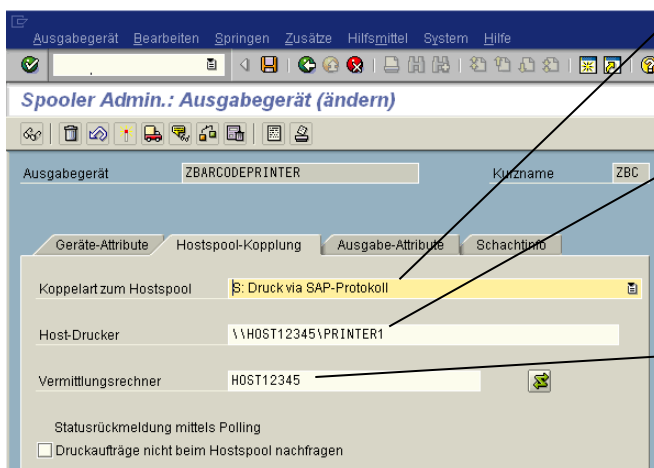 Ausgabegerät Bearbeiten Springen Zusätze Hilfsmittel System Hilfe
Spooler Admin.: Ausgabegerät (ändern)
Ausgabegerät ZBARCODEPRINTER Kurzname ZBC
Geräte-Attribute Hostspool-Kopplung Ausgabe-Attribute Schachtinfo
Koppelart zum Hostspool S: Druck via SAP-Protokoll
Host-Drucker \\HOST12345\PRINTER1
Vermittlungsrechner HOST12345
Statusrückmeldung mittels Polling
Druckaufträge nicht beim Hostspool nachfragen